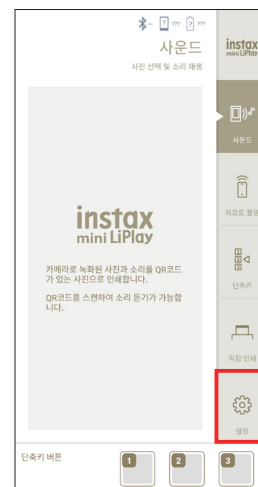 ?
???
?
???
사운드
사진 선택 및 소리 재생
instax
mini LiPlay
사운드
리모트 촬영
단축키
직접 인쇄
설정
instax
mini LiPlay
카메라로 녹화된 사진과 소리를 QR코드
가 있는 사진으로 인쇄합니다.
QR코드를 스캔하여 소리 듣기가 가능합
니다.
단축키 버튼
1
2
3